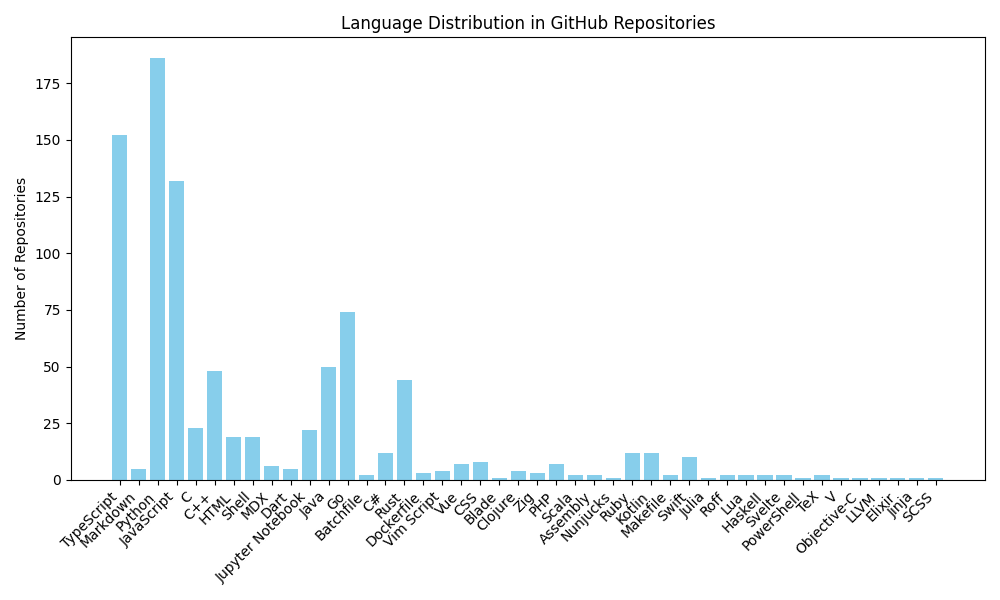 Language Distribution in GitHub Repositories
Number of Repositories
175
150
125
100
75
50
25
0
TypeScript
Markdown
Python
JavaScript
C
C++
HTML
Shell
MDX
Dart
Jupyter Notebook
Java
Go
Batchfile
C#
Rust
Dockerfile
Vim Script
Vue
CSS
Blade
Clojure
Zig
PHP
Scala
Assembly
Nunjucks
Ruby
Kotlin
Makefile
Swift
Julia
Roff
Lua
Haskell
Svelte
PowerShell
TeX
V
Objective-C
LLVM
Elixir
Jinja
SCSS